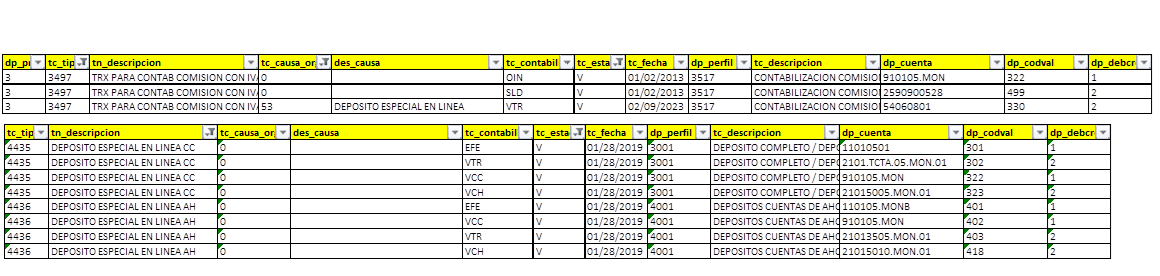 dp_pr tc_tip tn_descripcion tc_causa_or des_causa tc_contabil tc_esta tc_fecha dp_perfil tc_descripcion dp_cuenta dp_codval dp_debcr
3 3497 TRX PARA CONTAB COMISION CON IVA 0 OIN V 01/02/2013 3517 CONTABILIZACION COMISION 910105.MON 322 1
3 3497 TRX PARA CONTAB COMISION CON IVA 0 SLD V 01/02/2013 3517 CONTABILIZACION COMISION 2590900528 499 2
3 3497 TRX PARA CONTAB COMISION CON IVA 53 DEPOSITO ESPECIAL EN LINEA VTR V 02/09/2023 3517 CONTABILIZACION COMISION 54060801 330 2
tc_tip tn_descripcion tc_causa_or des_causa tc_contabil tc_esta tc_fecha dp_perfil tc_descripcion dp_cuenta dp_codval dp_debcr
4435 DEPOSITO ESPECIAL EN LINEA CC 0 EFE V 01/28/2019 3001 DEPOSITO COMPLETO / DEPO 11010501 301 1
4435 DEPOSITO ESPECIAL EN LINEA CC 0 VTR V 01/28/2019 3001 DEPOSITO COMPLETO / DEPO 2101.TCTA.05.MON.01 302 2
4435 DEPOSITO ESPECIAL EN LINEA CC 0 VCC V 01/28/2019 3001 DEPOSITO COMPLETO / DEPO 910105.MON 322 1
4435 DEPOSITO ESPECIAL EN LINEA CC 0 VCH V 01/28/2019 3001 DEPOSITO COMPLETO / DEPO 21015005.MON.01 323 2
4436 DEPOSITO ESPECIAL EN LINEA AH 0 EFE V 01/28/2019 4001 DEPOSITOS CUENTAS DE AHO 110105.MONB 401 1
4436 DEPOSITO ESPECIAL EN LINEA AH 0 VCC V 01/28/2019 4001 DEPOSITOS CUENTAS DE AHO 910105.MON 402 1
4436 DEPOSITO ESPECIAL EN LINEA AH 0 VTR V 01/28/2019 4001 DEPOSITOS CUENTAS DE AHO 21013505.MON.01 403 2
4436 DEPOSITO ESPECIAL EN LINEA AH 0 VCH V 01/28/2019 4001 DEPOSITOS CUENTAS DE AHO 21015010.MON.01 418 2